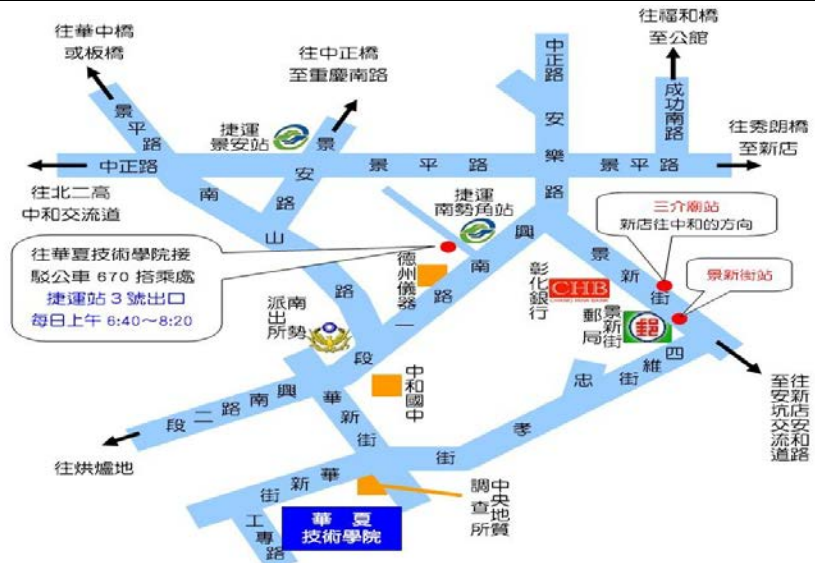 往華中橋
或板橋
往中正橋
至重慶南路
往福和橋
至公館
中正路
成功南路
往秀朗橋
至新店
景平路
捷運
景安站
景安路
中正路
景平路
景平路
安樂路
往北二高
中和交流道
南山路
捷運
南勢角站
三介廟站
新店往中和的方向
景新街站
往華夏技術學院接
駁公車 670 搭乘處
捷運站 3 號出口
每日上午 6:40～8:20
德州儀器
興南路一段
景新街
彰化銀行
CHB
景新街
郵局
郵
南勢
派出所
中和國中
四維街
忠孝街
往新店安和路
至安坑交流道
興南路二段
華新街
往烘爐地
華新街
工專路
華夏
技術學院
中央地質
調查所